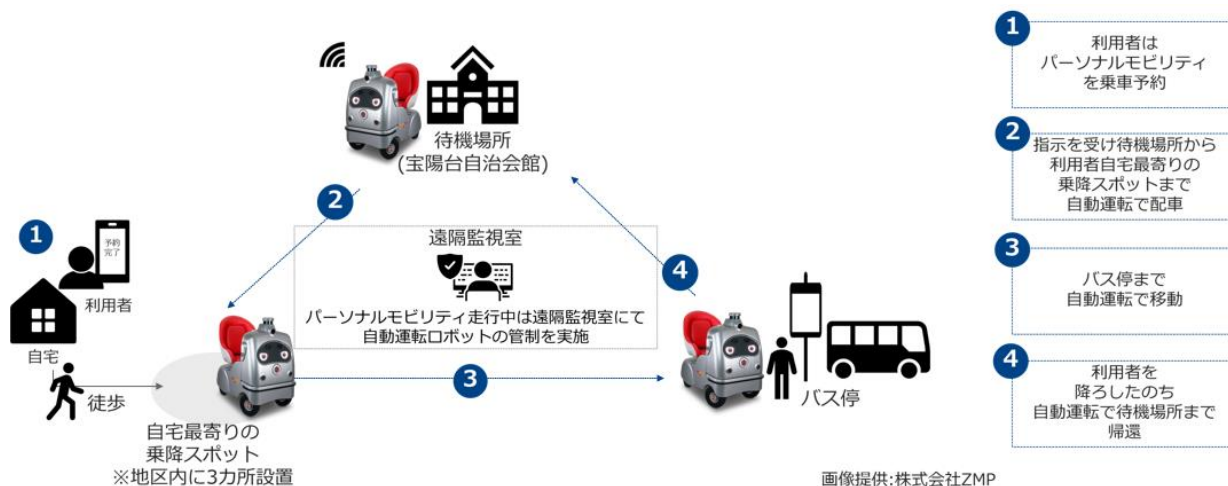 待機場所
(宝陽台自治会館)
2
1
予約
完了
利用者
自宅
徒歩
遠隔監視室
パーソナルモビリティ走行中は遠隔監視室にて
自動運転ロボットの管制を実施
4
3
バス停
自宅最寄りの
乗降スポット
※地区内に3カ所設置
画像提供:株式会社ZMP
1
利用者は
パーソナルモビリティ
を乗車予約
2
指示を受け待機場所から
利用者自宅最寄りの
乗降スポットまで
自動運転で配車
3
バス停まで
自動運転で移動
4
利用者を
降ろしたのち
自動運転で待機場所まで
帰還